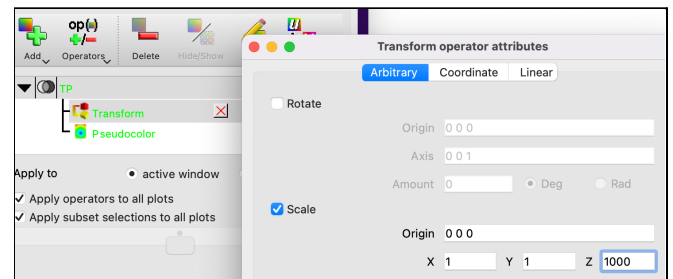 op()
Add
Operators
Delete
Hide/Show
Transform operator attributes
Arbitrary Coordinate Linear
TP
Transform
Pseudocolor
Rotate
Origin 0 0 0
Axis 0 0 1
Amount 0 Deg Rad
Apply to active window
Apply operators to all plots
Apply subset selections to all plots
Scale
Origin 0 0 0
X 1 Y 1 Z 1000